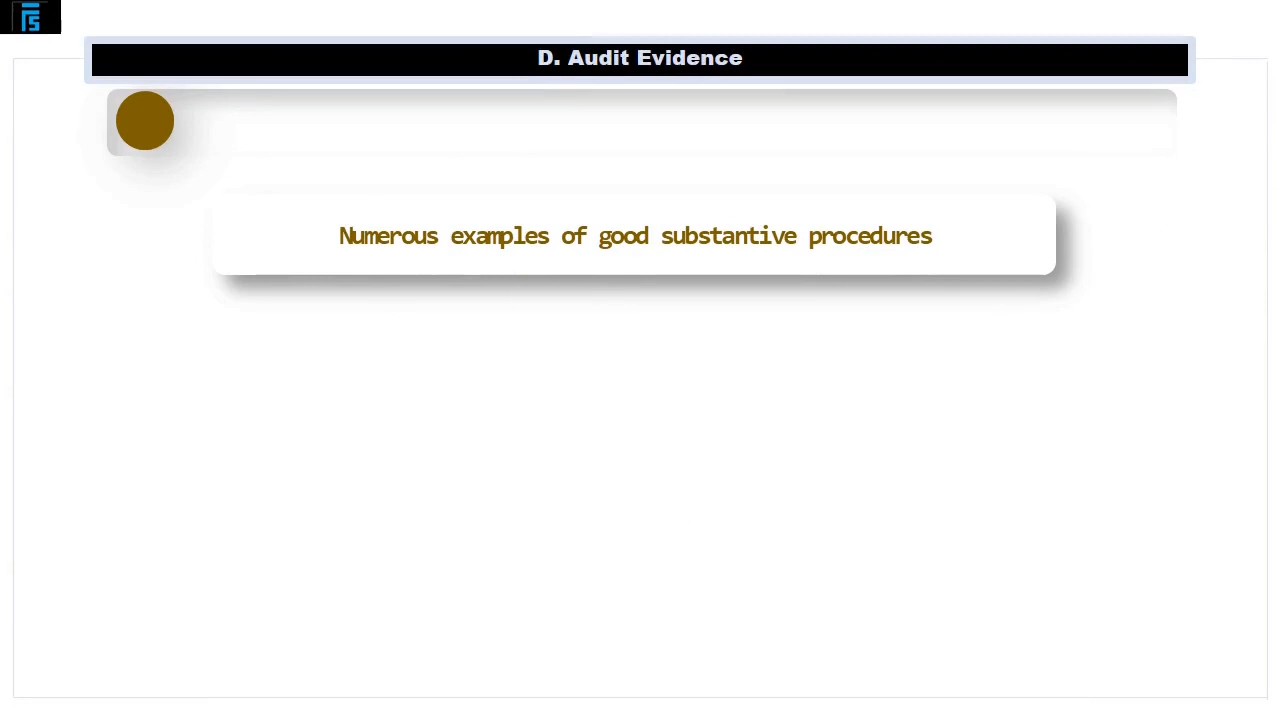 D. Audit Evidence
Numerous examples of good substantive procedures